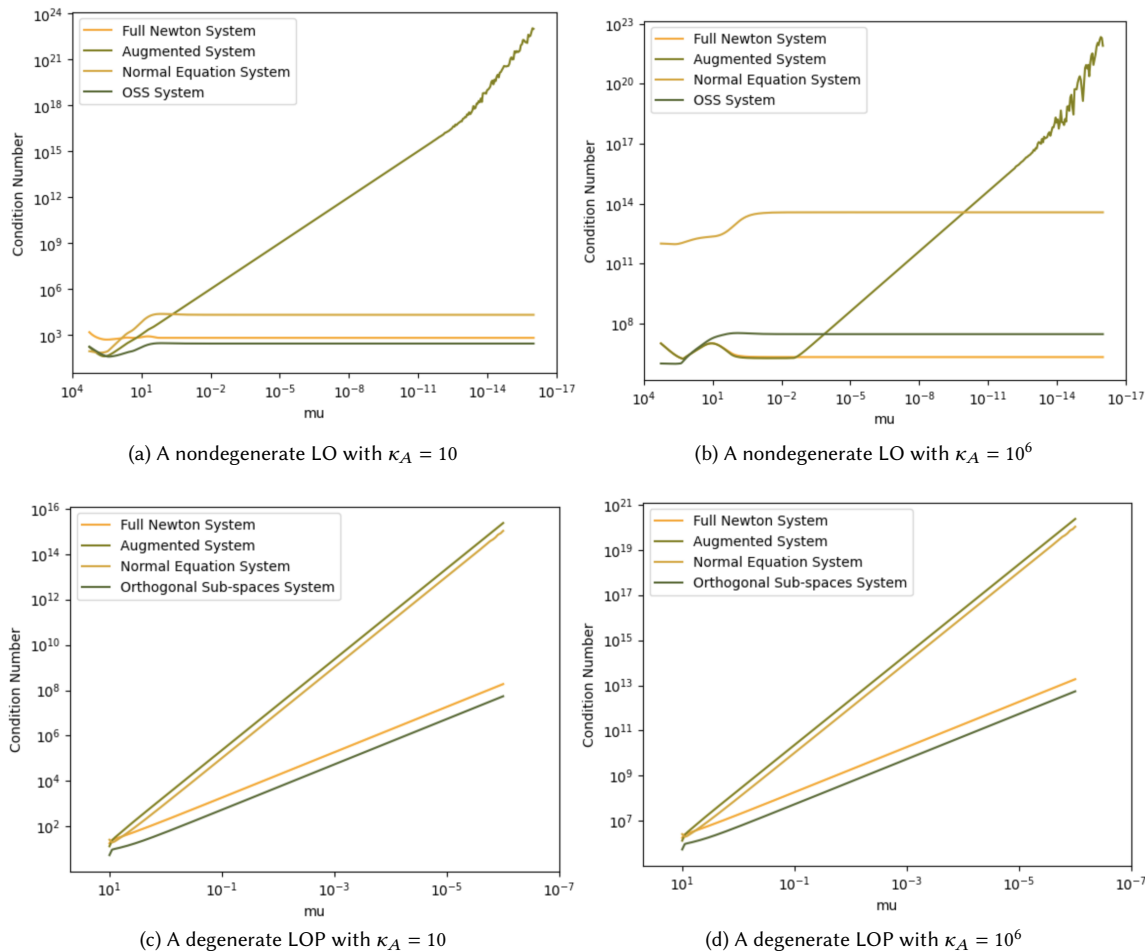 10^24
10^21
10^18
10^15
10^12
10^9
10^6
10^3
Condition Number
Full Newton System
Augmented System
Normal Equation System
OSS System
10^4 10^1 10^−2 10^−5 10^−8 10^−11 10^−14 10^−17
mu
(a) A nondegenerate LO with κ_A = 10
10^23
10^20
10^17
10^14
10^11
10^8
Condition Number
Full Newton System
Augmented System
Normal Equation System
OSS System
10^4 10^1 10^−2 10^−5 10^−8 10^−11 10^−14 10^−17
mu
(b) A nondegenerate LO with κ_A = 10^6
10^16
10^14
10^12
10^10
10^8
10^6
10^4
10^2
Condition Number
Full Newton System
Augmented System
Normal Equation System
Orthogonal Sub-spaces System
10^1 10^−1 10^−3 10^−5 10^−7
mu
(c) A degenerate LOP with κ_A = 10
10^21
10^19
10^17
10^15
10^13
10^11
10^9
10^7
Condition Number
Full Newton System
Augmented System
Normal Equation System
Orthogonal Sub-spaces System
10^1 10^−1 10^−3 10^−5 10^−7
mu
(d) A degenerate LOP with κ_A = 10^6